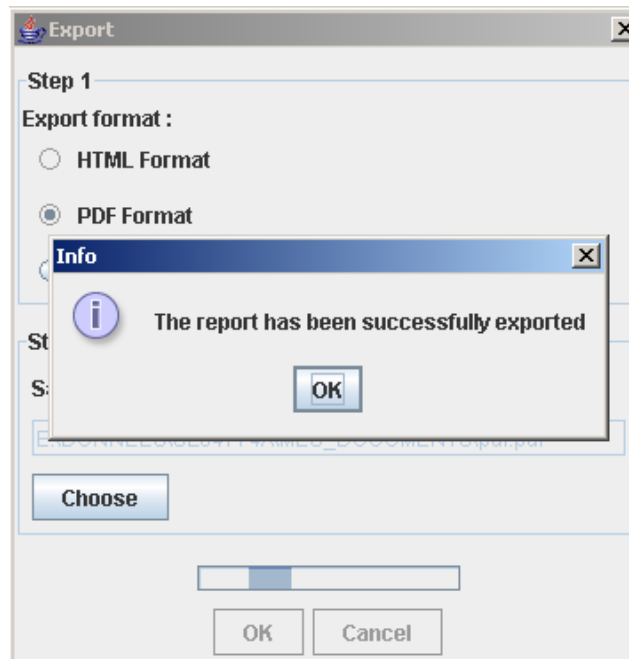 Export
Step 1
Export format :
HTML Format
PDF Format
Info
The report has been successfully exported
OK
Choose
OK
Cancel